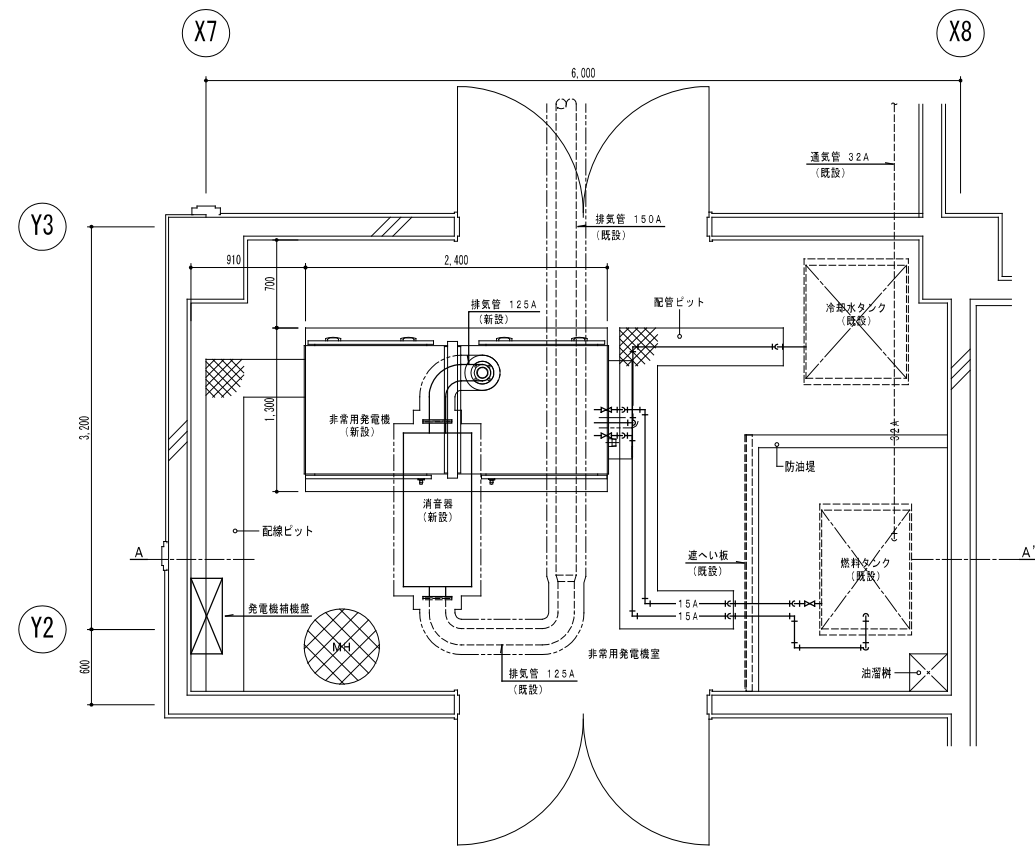 X7
X8
6,000
通気管 32A
(既設)
Y3
排気管 150A
(既設)
910
2,400
700
排気管 125A
(新設)
配管ピット
冷却水タンク
(既設)
3,200
1,300
非常用発電機
(新設)
32A
防油堤
消音器
(新設)
配線ピット
A
A'
遮へい板
(既設)
燃料タンク
(既設)
発電機補機盤
15A
15A
Y2
MH
非常用発電機室
600
排気管 125A
(既設)
油溜桝